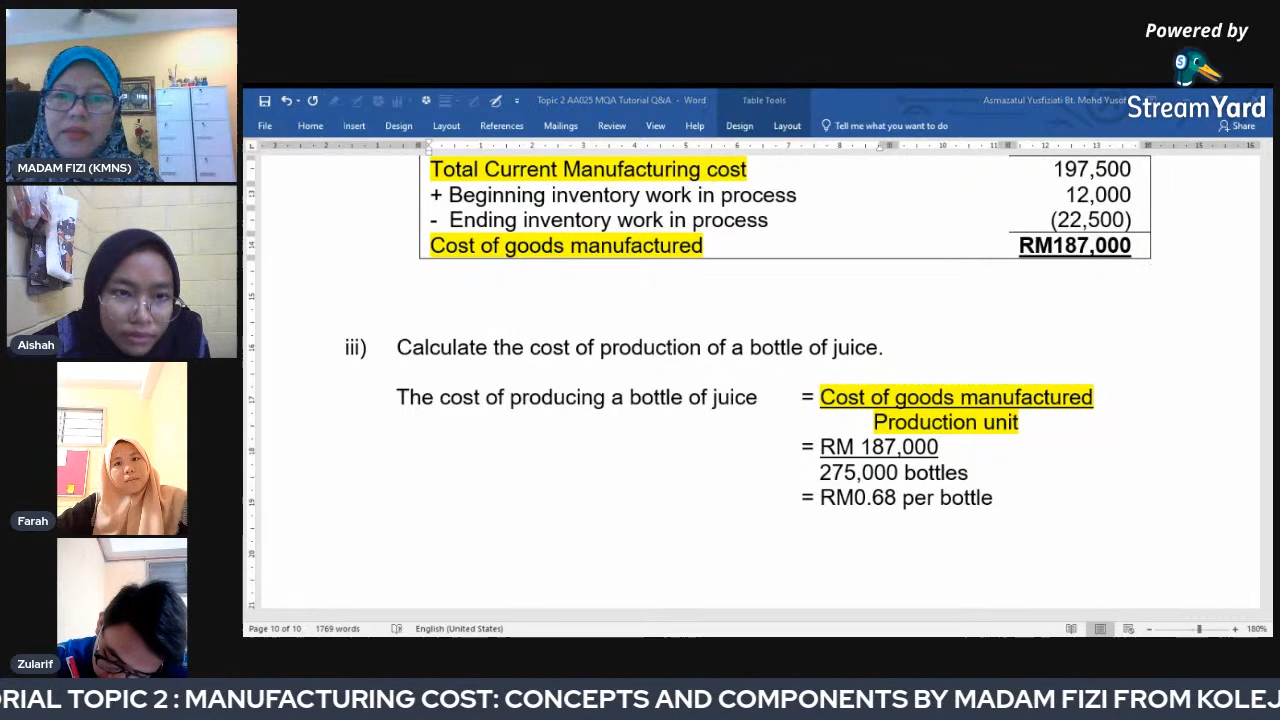 Powered by
S
StreamYard
Topic 2 AA025 MQA Tutorial Q&A - Word
Table Tools
Asmazatul Yusfiziati Bt. Mohd Yusof
File Home Insert Design Layout References Mailings Review View Help Design Layout Tell me what you want to do Share
Total Current Manufacturing cost 197,500
+ Beginning inventory work in process 12,000
- Ending inventory work in process (22,500)
Cost of goods manufactured RM187,000
iii) Calculate the cost of production of a bottle of juice.
The cost of producing a bottle of juice = Cost of goods manufactured
Production unit
= RM 187,000
275,000 bottles
= RM0.68 per bottle
Page 10 of 10 1769 words English (United States) 180%
MADAM FIZI (KMNS)
Aishah
Farah
Zularif
ORIAL TOPIC 2 : MANUFACTURING COST: CONCEPTS AND COMPONENTS BY MADAM FIZI FROM KOLEJ